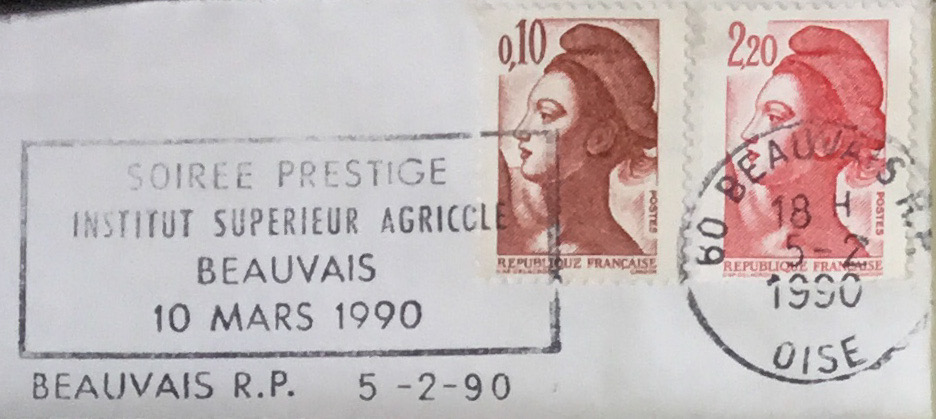 SOIREE PRESTIGE
INSTITUT SUPERIEUR AGRICOLE
BEAUVAIS
10 MARS 1990
BEAUVAIS R.P. 5-2-90
0,10
POSTES
REPUBLIQUE FRANÇAISE
2,20
POSTES
REPUBLIQUE FRANÇAISE
60 BEAUVAIS R.P.
18 H
5-2
1990
OISE